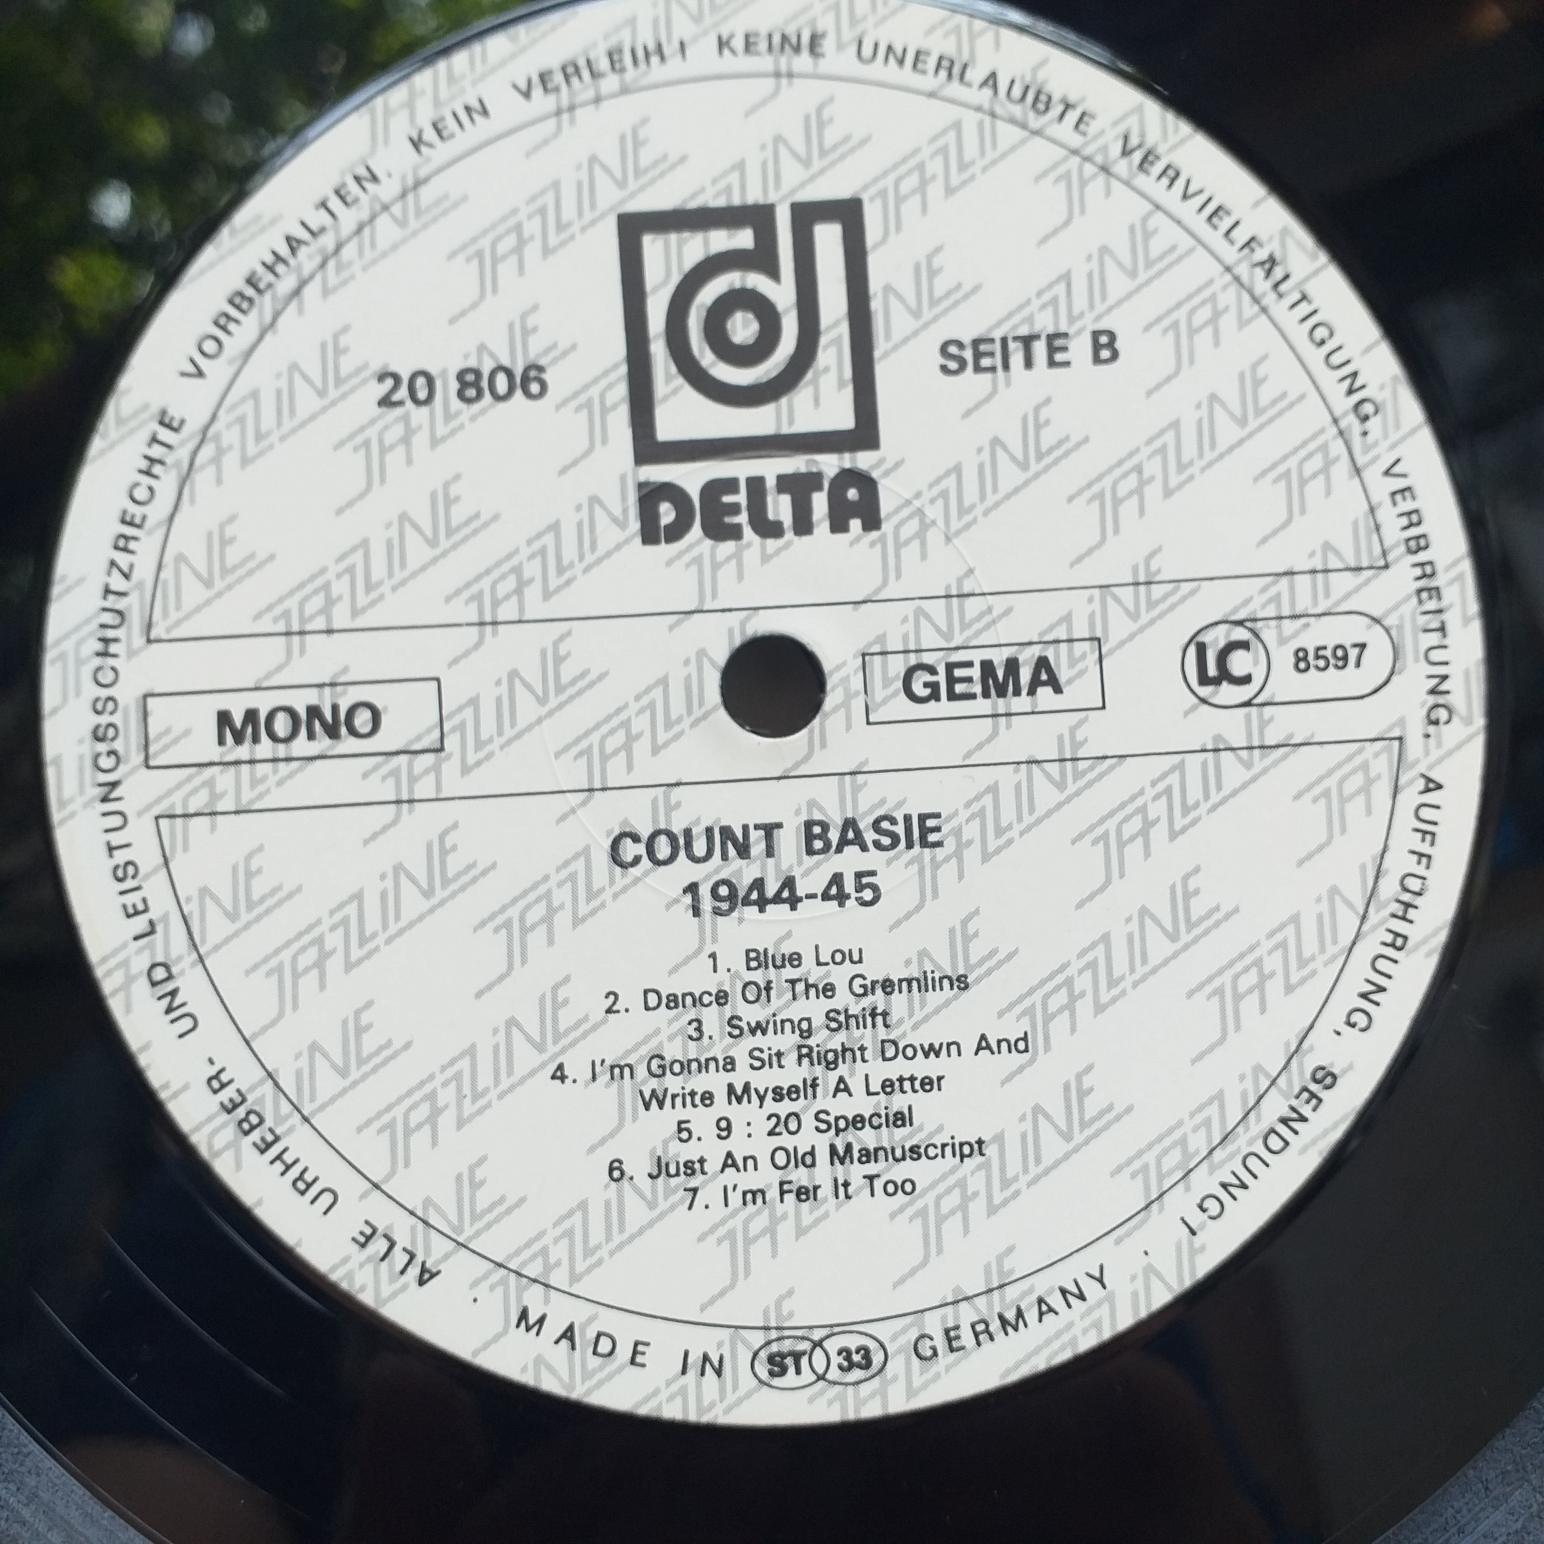 ALLE URHEBER- UND LEISTUNGSSCHUTZRECHTE VORBEHALTEN. KEIN VERLEIH! KEINE UNERLAUBTE VERVIELFÄLTIGUNG, VERBREITUNG, AUFFÜHRUNG, SENDUNG!
20 806
d
SEITE B
DELTA
MONO
GEMA
LC 8597
COUNT BASIE
1944-45
1. Blue Lou
2. Dance Of The Gremlins
3. Swing Shift
4. I'm Gonna Sit Right Down And
Write Myself A Letter
5. 9 : 20 Special
6. Just An Old Manuscript
7. I'm Fer It Too
. MADE IN ST 33 GERMANY .
JAZZLiNE